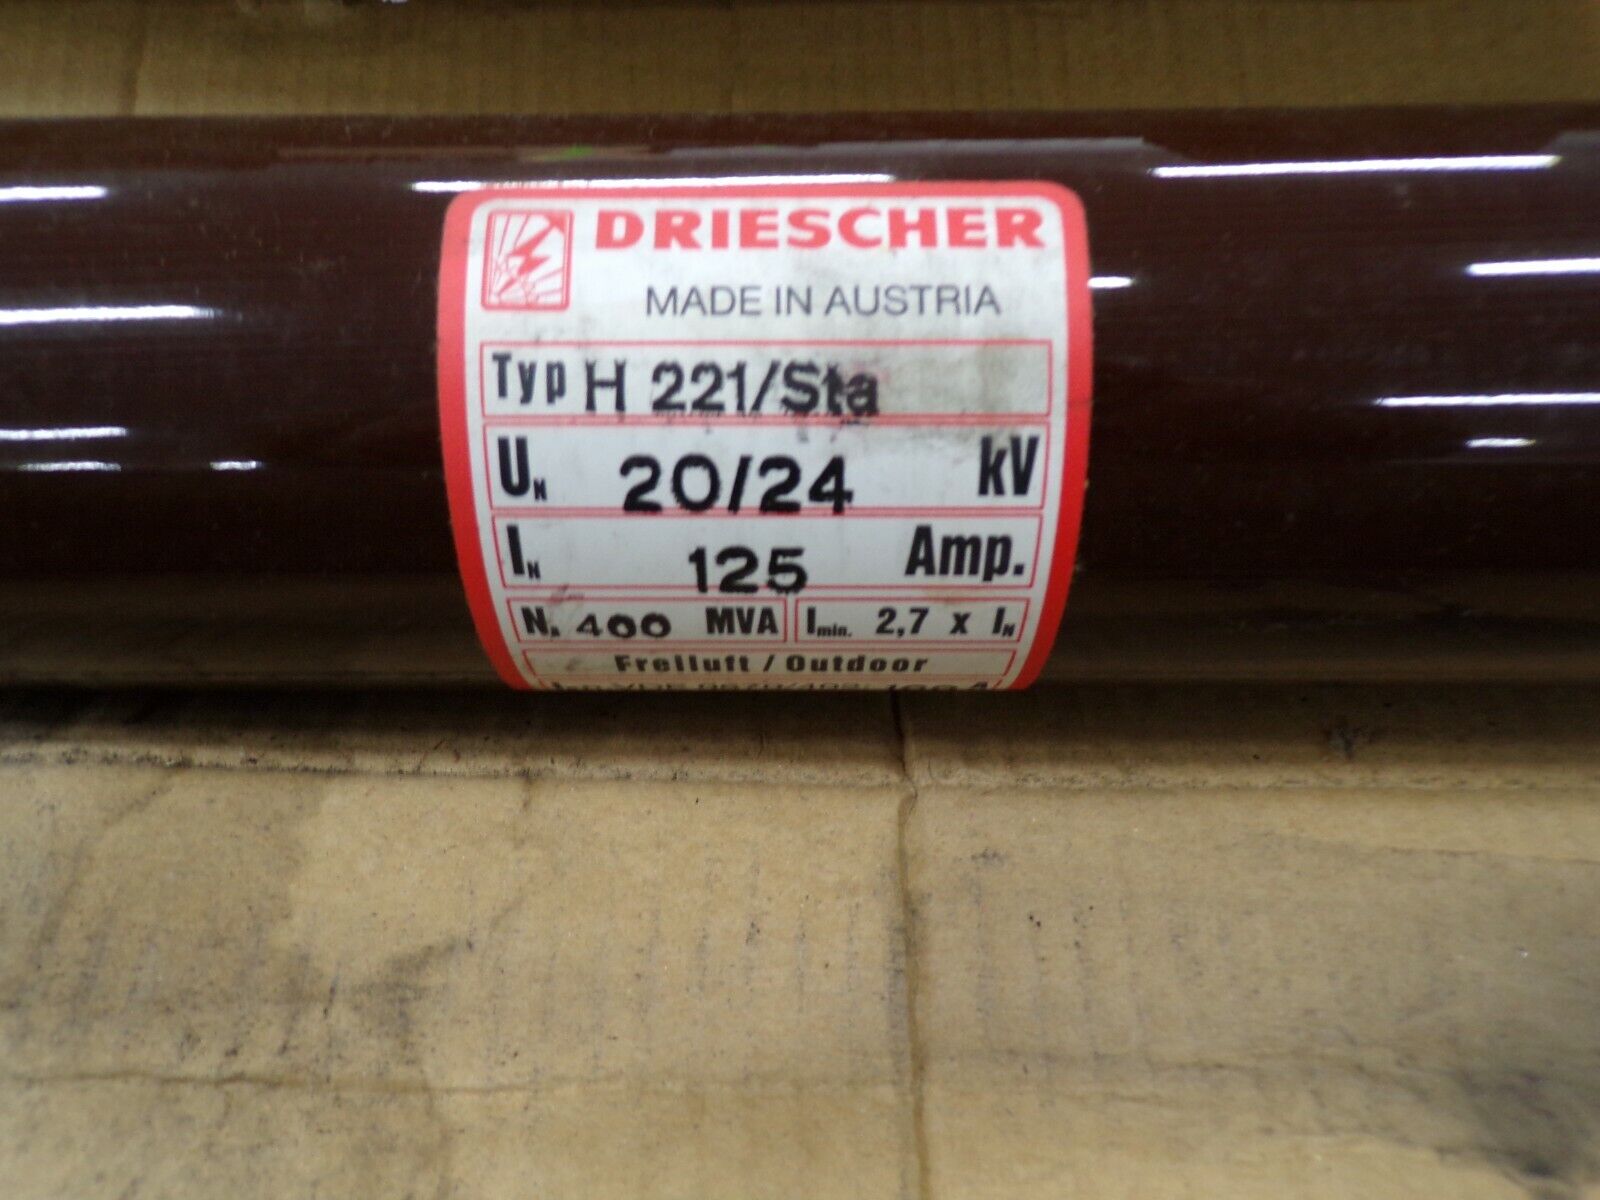 DRIESCHER
MADE IN AUSTRIA
Typ H 221/Sta
UN 20/24 kV
IN 125 Amp.
NA 400 MVA Imin. 2,7 x IN
Freiluft / Outdoor
VDE